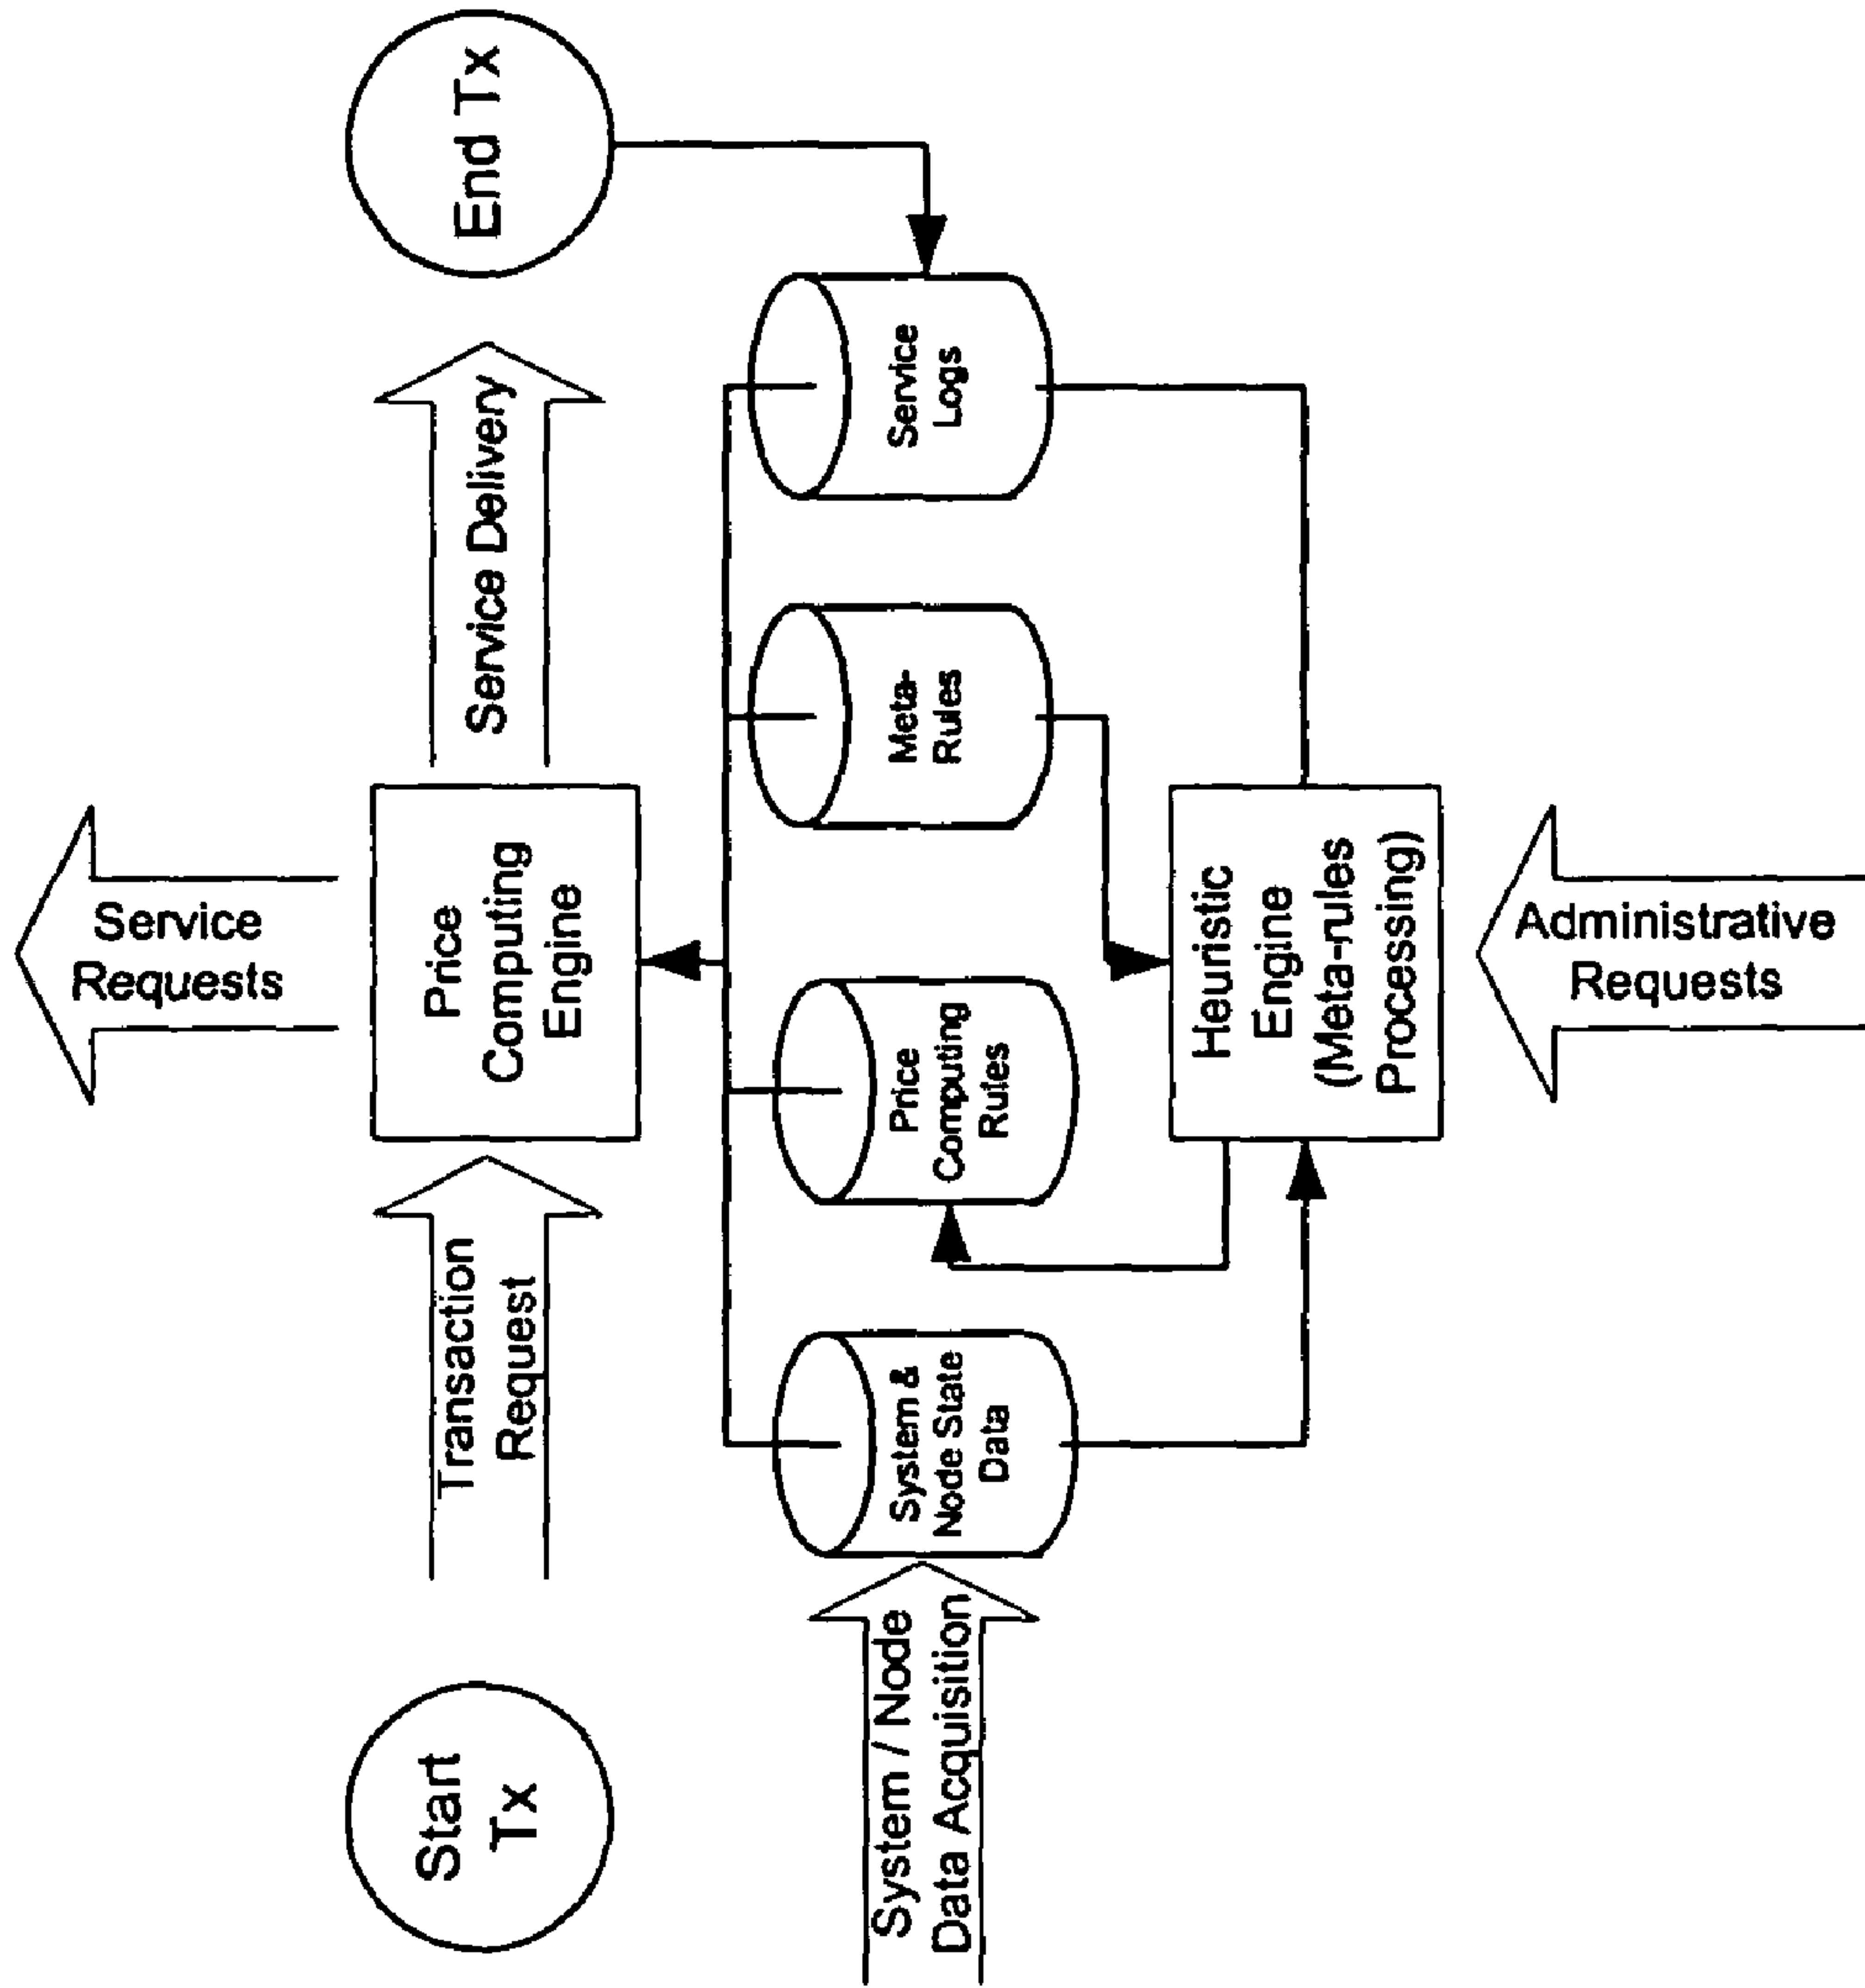 Service
Requests
Start
Tx
Transaction
Request
Price
Computing
Engine
Service Delivery
End Tx
System / Node
Data Acquisition
System &
Node State
Data
Price
Computing
Rules
Meta-
Rules
Service
Logs
Heuristic
Engine
(Meta-rules
Processing)
Administrative
Requests